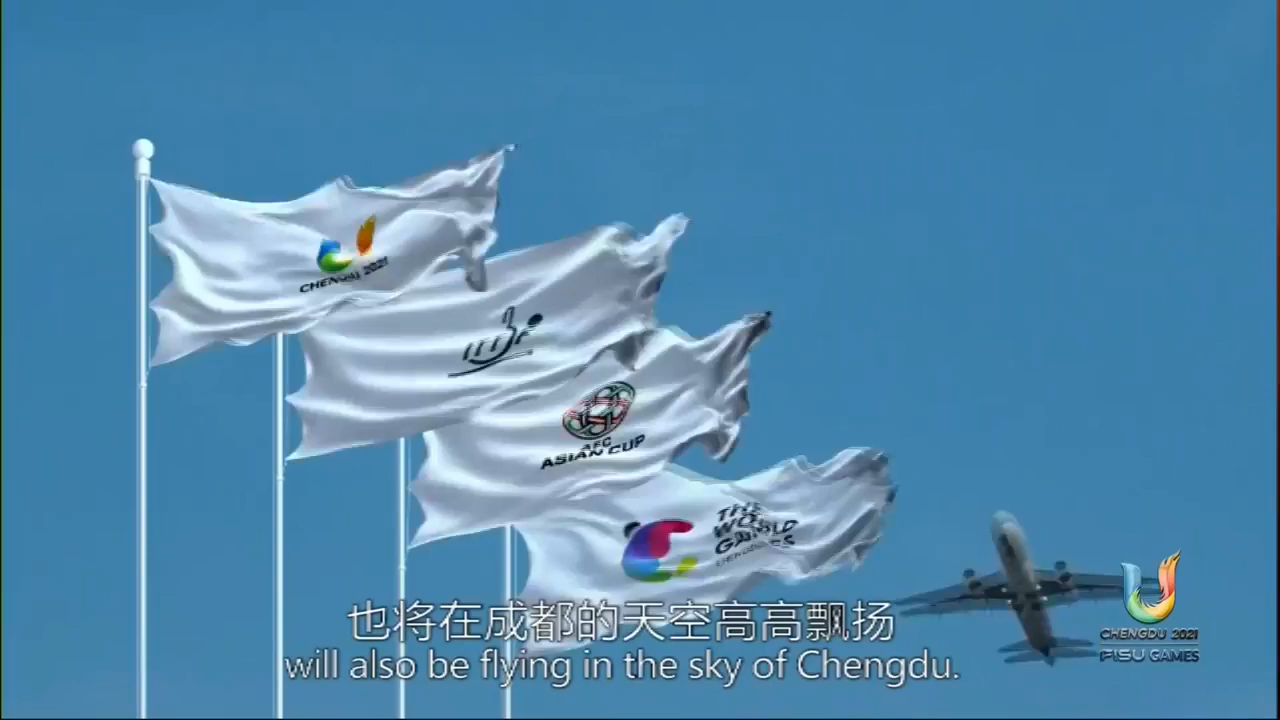 CHENGDU 2021
AFC
ASIAN CUP
THE
WORLD
GAMES
CHENGDU
也将在成都的天空高高飘扬
will also be flying in the sky of Chengdu.
CHENGDU 2021
FISU GAMES